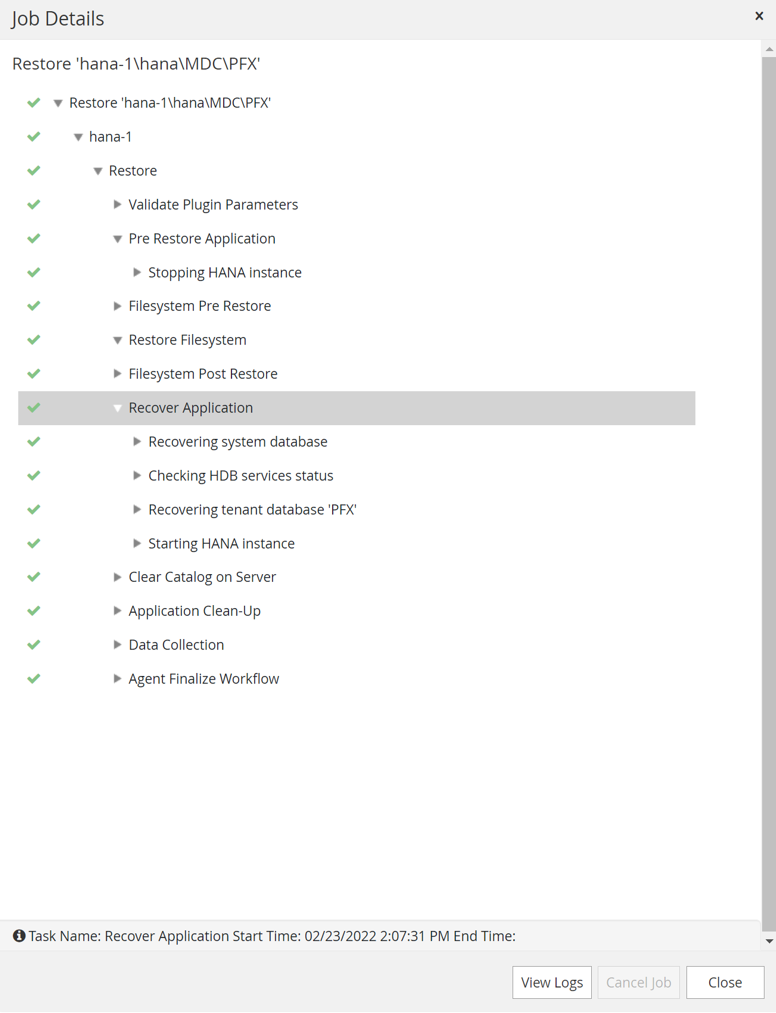 Job Details
Restore 'hana-1\hana\MDC\PFX'
Restore 'hana-1\hana\MDC\PFX'
hana-1
Restore
Validate Plugin Parameters
Pre Restore Application
Stopping HANA instance
Filesystem Pre Restore
Restore Filesystem
Filesystem Post Restore
Recover Application
Recovering system database
Checking HDB services status
Recovering tenant database 'PFX'
Starting HANA instance
Clear Catalog on Server
Application Clean-Up
Data Collection
Agent Finalize Workflow
Task Name: Recover Application Start Time: 02/23/2022 2:07:31 PM End Time:
View Logs Cancel Job Close